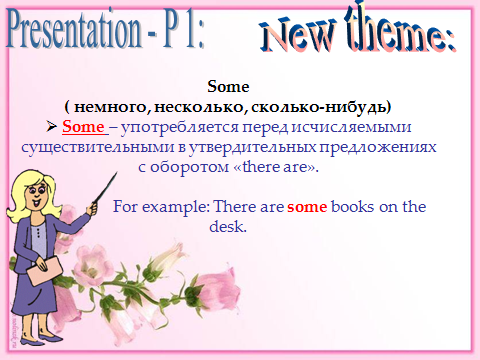 Presentation - P 1:
New theme:
Some
( немного, несколько, сколько-нибудь)
➢ Some – употребляется перед исчисляемыми
существительными в утвердительных предложениях
с оборотом «there are».
For example: There are some books on the
desk.